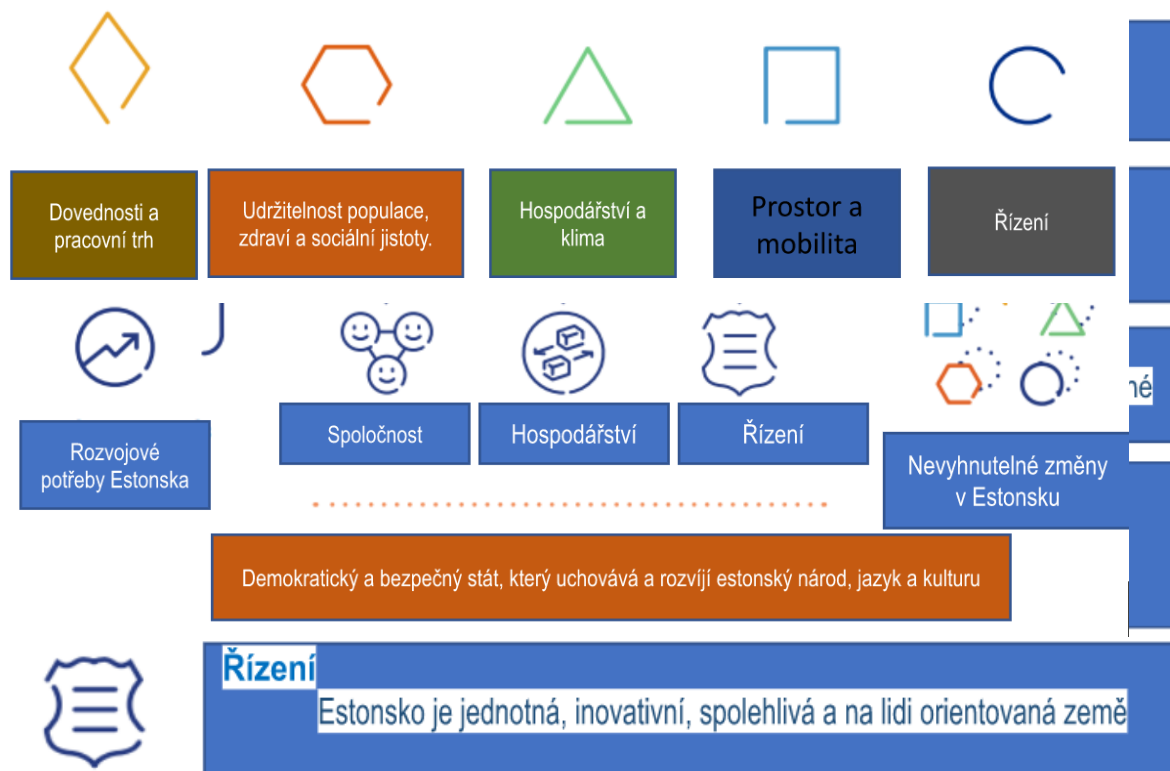 Dovednosti a
pracovní trh
Udržitelnost populace,
zdraví a sociální jistoty.
Hospodářství a
klima
Prostor a
mobilita
Řízení
né
Rozvojové
potřeby Estonska
Spoločnost
Hospodářství
Řízení
Nevyhnutelné změny
v Estonsku
Demokratický a bezpečný stát, který uchovává a rozvíjí estonský národ, jazyk a kulturu
Řízení
Estonsko je jednotná, inovativní, spolehlivá a na lidi orientovaná země